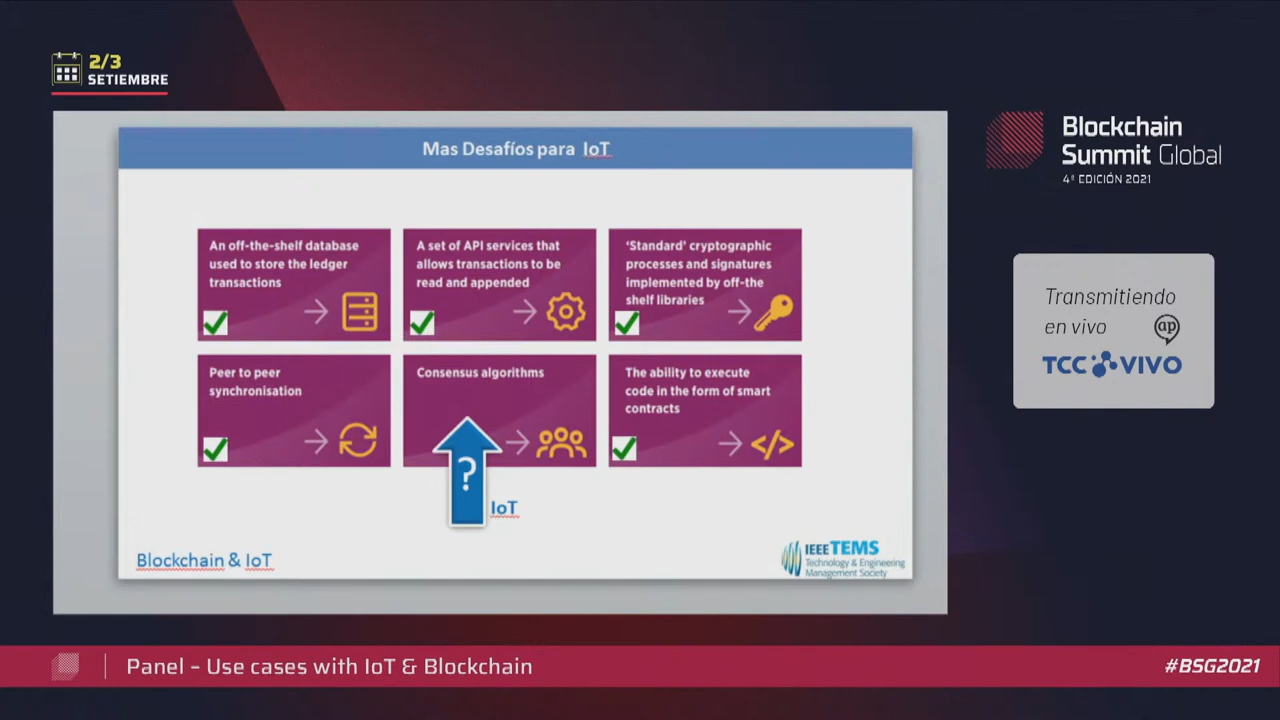 2/3
SETIEMBRE
Mas Desafíos para IoT
An off-the-shelf database
used to store the ledger
transactions
A set of API services that
allows transactions to be
read and appended
‘Standard’ cryptographic
processes and signatures
implemented by off-the
shelf libraries
Peer to peer
synchronisation
Consensus algorithms
The ability to execute
code in the form of smart
contracts
</>
?
IoT
Blockchain & IoT
IEEE TEMS
Technology & Engineering
Management Society
Blockchain
Summit Global
4ª EDICIÓN 2021
Transmitiendo
en vivo ap
TCC VIVO
Panel – Use cases with IoT & Blockchain
#BSG2021